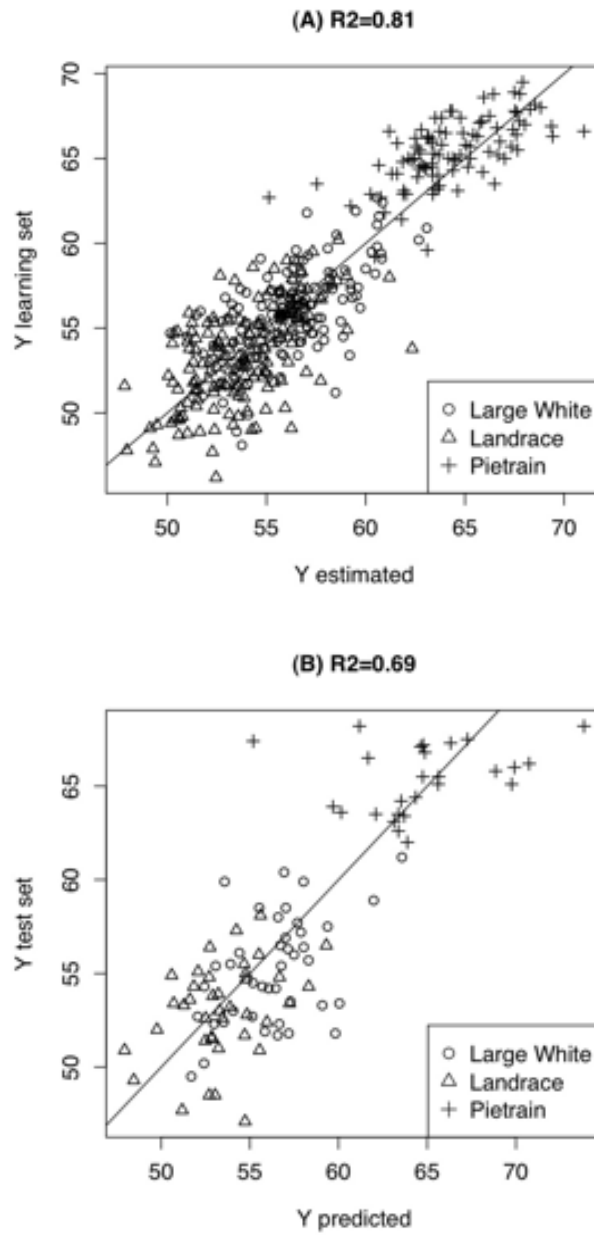 (A) R2=0.81
70
65
60
55
50
Y learning set
Large White
Landrace
Pietrain
50 55 60 65 70
Y estimated
(B) R2=0.69
65
60
55
50
Y test set
Large White
Landrace
Pietrain
50 55 60 65 70
Y predicted